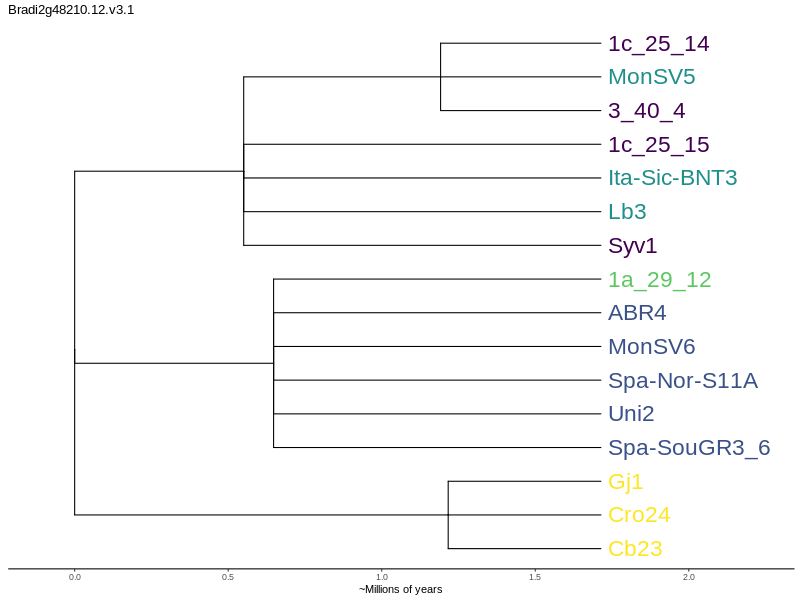 Bradi2g48210.12.v3.1
1c_25_14
MonSV5
3_40_4
1c_25_15
Ita-Sic-BNT3
Lb3
Syv1
1a_29_12
ABR4
MonSV6
Spa-Nor-S11A
Uni2
Spa-SouGR3_6
Gj1
Cro24
Cb23
0.0 0.5 1.0 1.5 2.0
~Millions of years